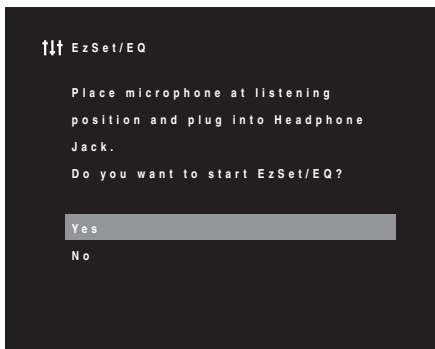 EzSet/EQ
Place microphone at listening
position and plug into Headphone
Jack.
Do you want to start EzSet/EQ?
Yes
No